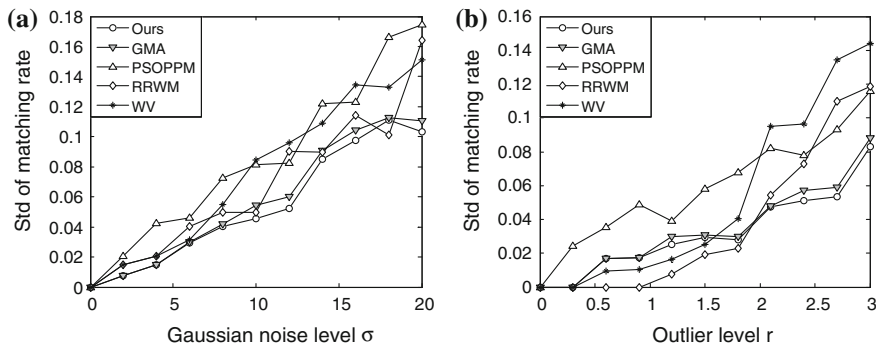 (a)
Std of matching rate
0.18
0.16
0.14
0.12
0.1
0.08
0.06
0.04
0.02
0
Ours
GMA
PSOPPM
RRWM
WV
0 5 10 15 20
Gaussian noise level σ
(b)
Std of matching rate
0.16
0.14
0.12
0.1
0.08
0.06
0.04
0.02
0
Ours
GMA
PSOPPM
RRWM
WV
0 0.5 1 1.5 2 2.5 3
Outlier level r